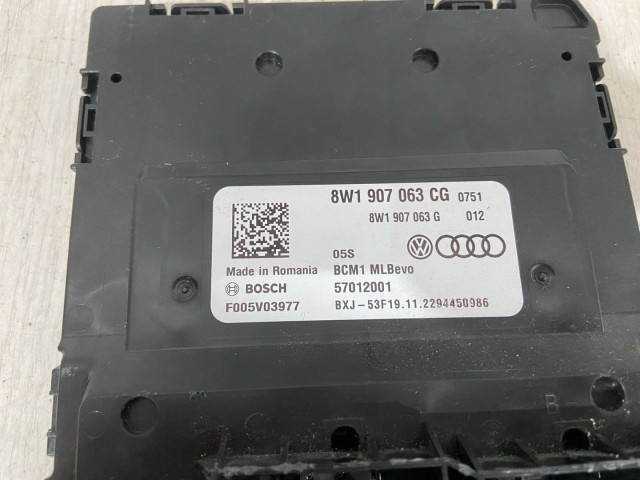 8W1 907 063 CG 0751
8W1 907 063 G 012
05S
Made in Romania BCM1 MLBevo
BOSCH 57012001
F005V03977 BXJ-53F19.11.2294450986
B